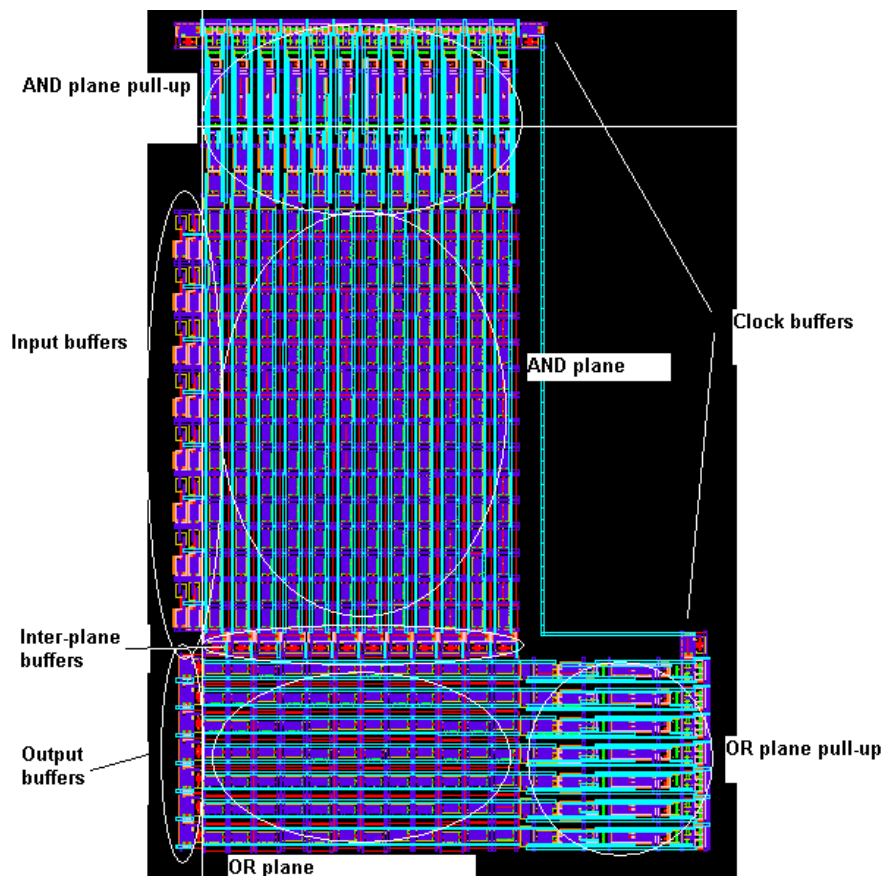 AND plane pull-up
Input buffers
Clock buffers
AND plane
Inter-plane
buffers
Output
buffers
OR plane pull-up
OR plane